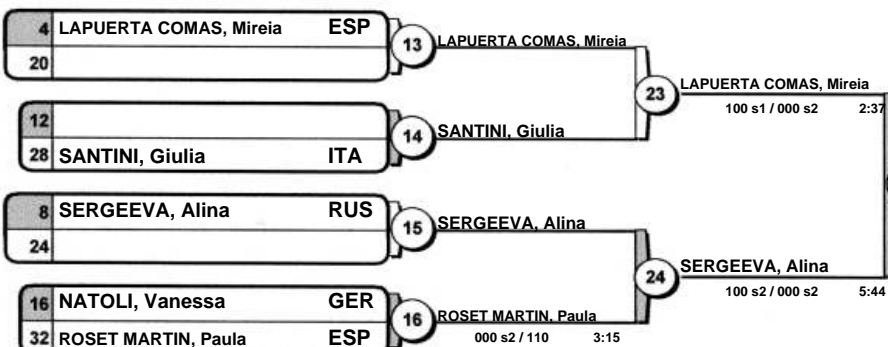 4 LAPUERTA COMAS, Mireia ESP
20
13
LAPUERTA COMAS, Mireia
12
28 SANTINI, Giulia ITA
14
SANTINI, Giulia
23
LAPUERTA COMAS, Mireia
100 s1 / 000 s2 2:37
8 SERGEEVA, Alina RUS
24
15
SERGEEVA, Alina
16 NATOLI, Vanessa GER
32 ROSET MARTIN, Paula ESP
16
ROSET MARTIN, Paula
000 s2 / 110 3:15
24
SERGEEVA, Alina
100 s2 / 000 s2 5:44